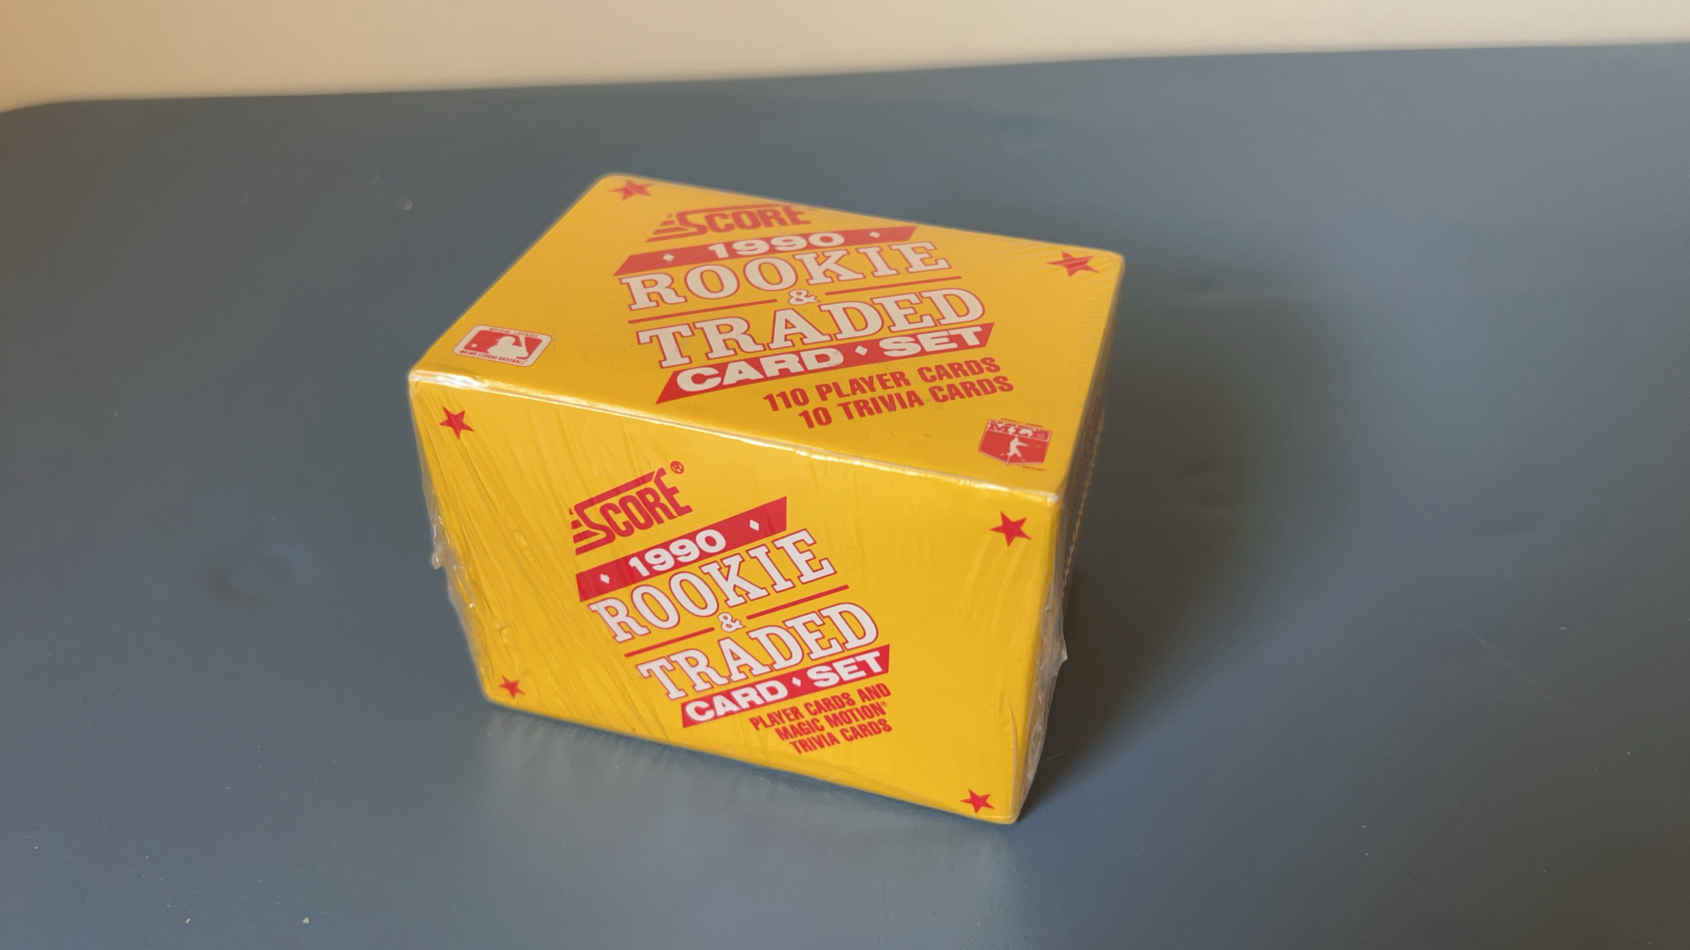 SCORE
1990
ROOKIE
&
TRADED
CARD SET
110 PLAYER CARDS
10 TRIVIA CARDS
SCORE®
1990
ROOKIE
&
TRADED
CARD SET
PLAYER CARDS AND
MAGIC MOTION®
TRIVIA CARDS